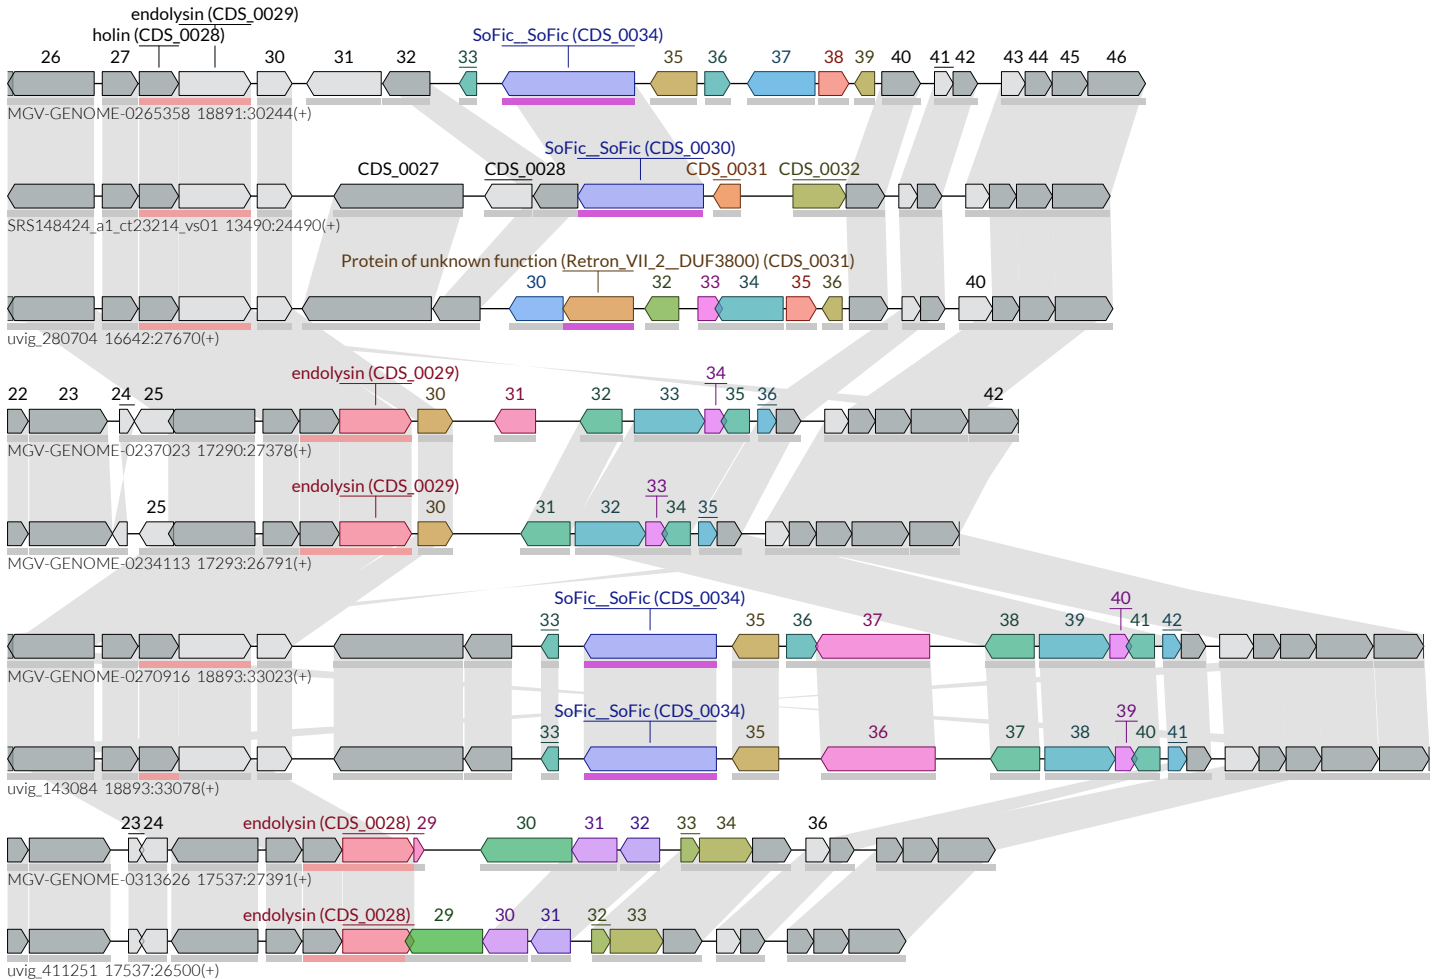 endolysin (CDS_0029)
holin (CDS_0028) SoFic__SoFic (CDS_0034)
26 27 30 31 32 33 35 36 37 38 39 40 41 42 43 44 45 46
MGV-GENOME-0265358 18891:30244(+)
SoFic__SoFic (CDS_0030)
CDS_0027 CDS_0028 CDS_0031 CDS_0032
SRS148424_a1_ct23214_vs01 13490:24490(+)
Protein of unknown function (Retron_VII_2__DUF3800) (CDS_0031)
30 32 33 34 35 36 40
uvig_280704 16642:27670(+)
endolysin (CDS_0029) 34
22 23 24 25 30 31 32 33 35 36 42
MGV-GENOME-0237023 17290:27378(+)
endolysin (CDS_0029) 33
25 30 31 32 34 35
MGV-GENOME-0234113 17293:26791(+)
SoFic__SoFic (CDS_0034) 40
33 35 36 37 38 39 41 42
MGV-GENOME-0270916 18893:33023(+)
SoFic__SoFic (CDS_0034) 39
33 35 36 37 38 40 41
uvig_143084 18893:33078(+)
23 24 endolysin (CDS_0028) 29 30 31 32 33 34 36
MGV-GENOME-0313626 17537:27391(+)
endolysin (CDS_0028) 29 30 31 32 33
uvig_411251 17537:26500(+)